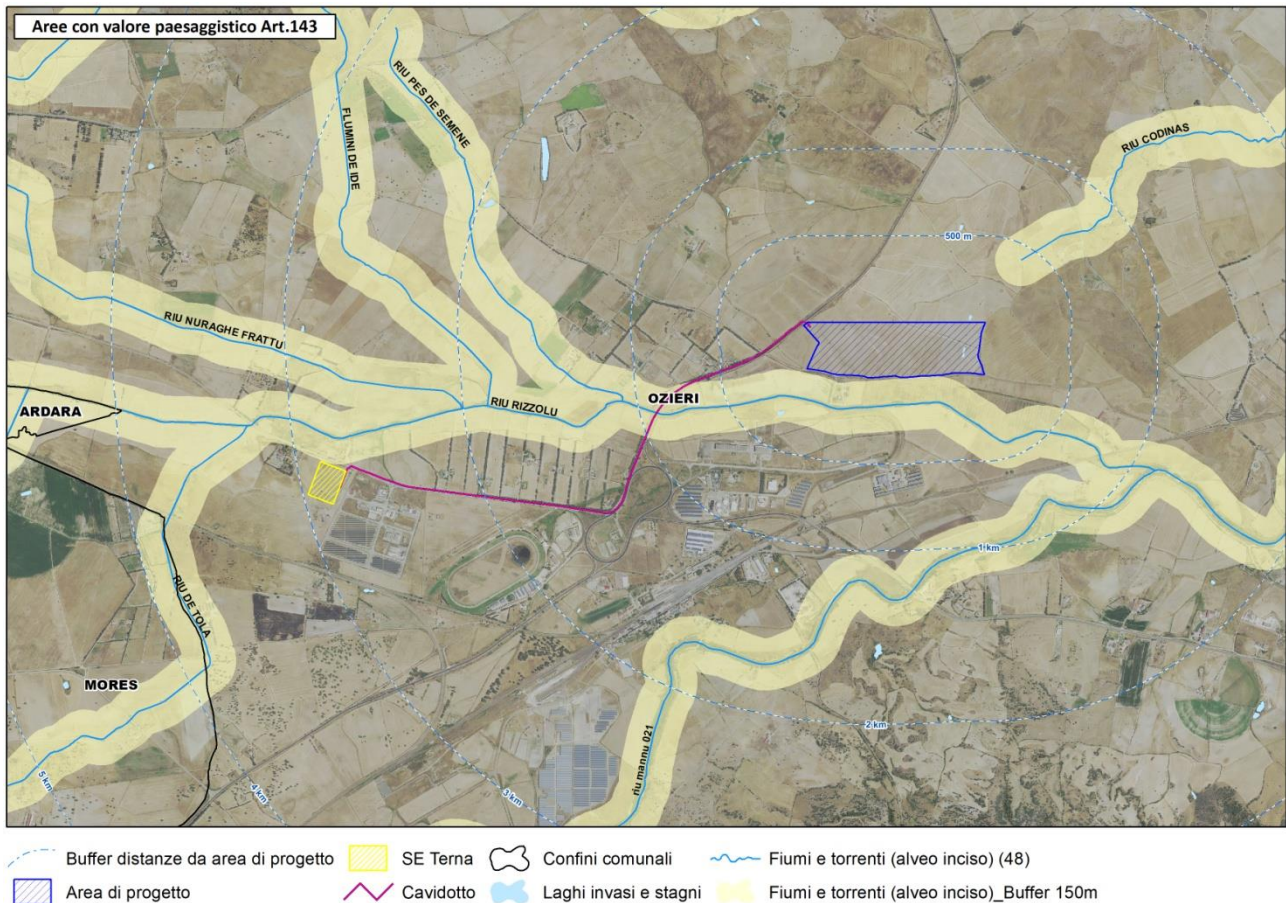 Aree con valore paesaggistico Art.143
RIU PES DE SEMENE
FLUMINI DE IDE
RIU CODINAS
500 m
RIU NURAGHE FRATTU
OZIERI
RIU RIZZOLU
ARDARA
1 km
RIU DE TOLA
MORES
2 km
riu mannu 021
5 km
4 km
3 km
Buffer distanze da area di progetto
SE Terna
Confini comunali
Fiumi e torrenti (alveo inciso) (48)
Area di progetto
Cavidotto
Laghi invasi e stagni
Fiumi e torrenti (alveo inciso)_Buffer 150m